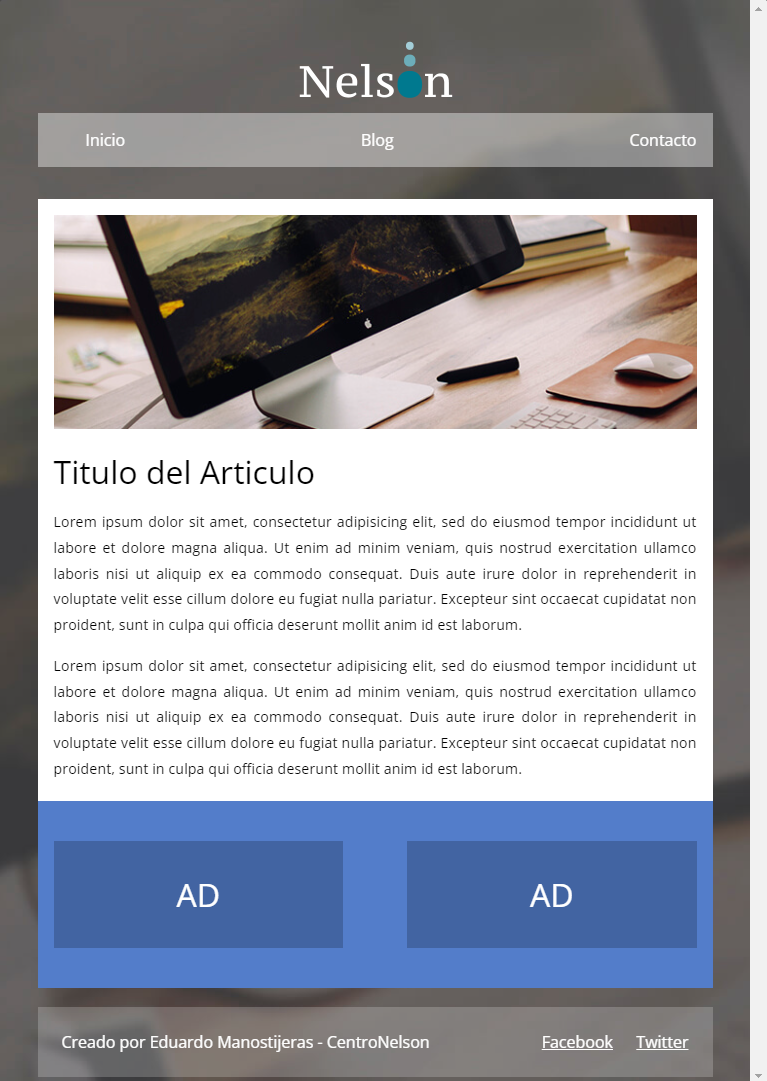 Nelson
Inicio Blog Contacto
Titulo del Articulo
Lorem ipsum dolor sit amet, consectetur adipisicing elit, sed do eiusmod tempor incididunt ut
labore et dolore magna aliqua. Ut enim ad minim veniam, quis nostrud exercitation ullamco
laboris nisi ut aliquip ex ea commodo consequat. Duis aute irure dolor in reprehenderit in
voluptate velit esse cillum dolore eu fugiat nulla pariatur. Excepteur sint occaecat cupidatat non
proident, sunt in culpa qui officia deserunt mollit anim id est laborum.
Lorem ipsum dolor sit amet, consectetur adipisicing elit, sed do eiusmod tempor incididunt ut
labore et dolore magna aliqua. Ut enim ad minim veniam, quis nostrud exercitation ullamco
laboris nisi ut aliquip ex ea commodo consequat. Duis aute irure dolor in reprehenderit in
voluptate velit esse cillum dolore eu fugiat nulla pariatur. Excepteur sint occaecat cupidatat non
proident, sunt in culpa qui officia deserunt mollit anim id est laborum.
AD AD
Creado por Eduardo Manostijeras - CentroNelson Facebook Twitter